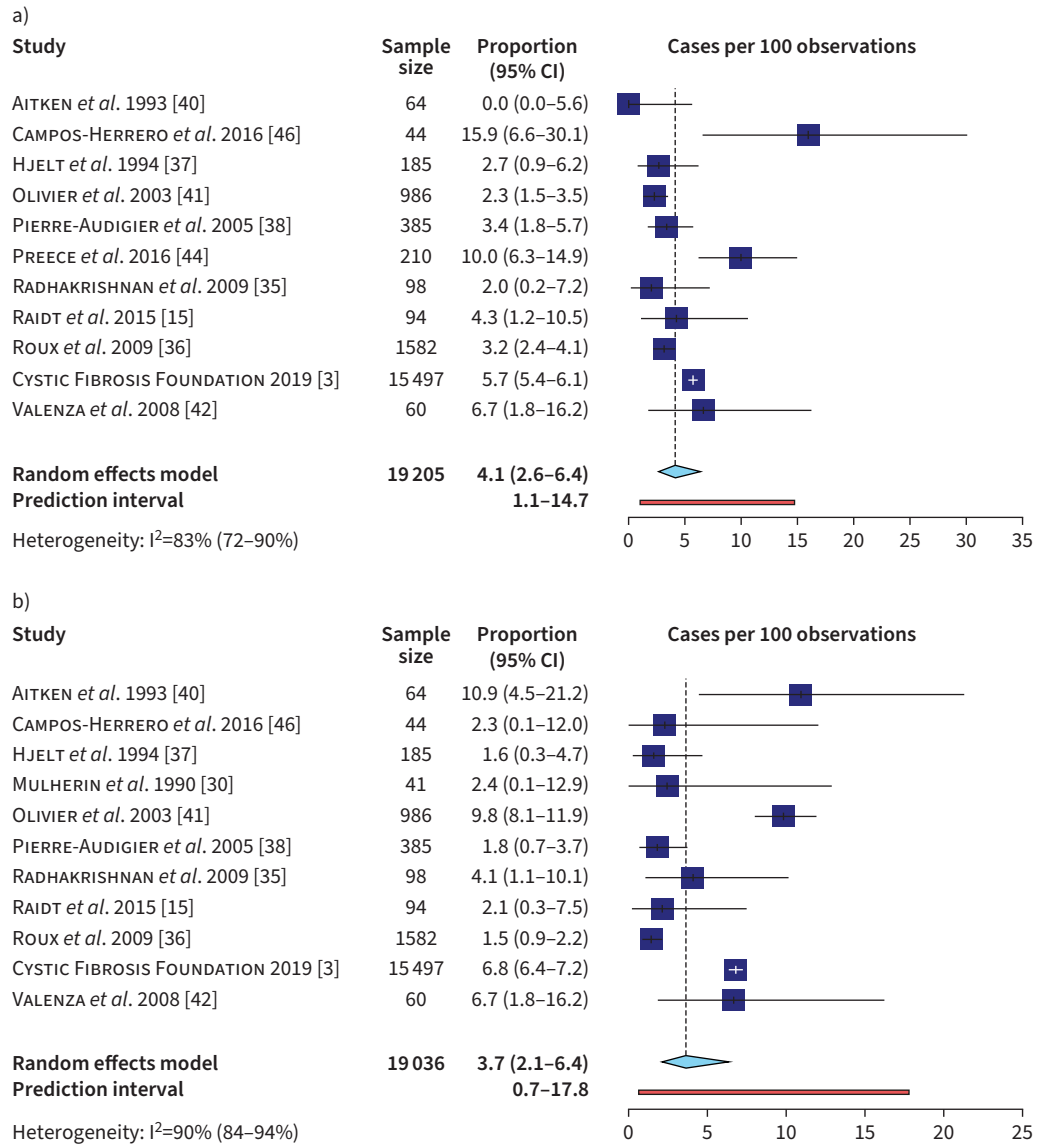 a)
Study Sample size Proportion (95% CI) Cases per 100 observations
AITKEN et al. 1993 [40] 64 0.0 (0.0–5.6)
CAMPOS-HERRERO et al. 2016 [46] 44 15.9 (6.6–30.1)
HJELT et al. 1994 [37] 185 2.7 (0.9–6.2)
OLIVIER et al. 2003 [41] 986 2.3 (1.5–3.5)
PIERRE-AUDIGIER et al. 2005 [38] 385 3.4 (1.8–5.7)
PREECE et al. 2016 [44] 210 10.0 (6.3–14.9)
RADHAKRISHNAN et al. 2009 [35] 98 2.0 (0.2–7.2)
RAIDT et al. 2015 [15] 94 4.3 (1.2–10.5)
ROUX et al. 2009 [36] 1582 3.2 (2.4–4.1)
CYSTIC FIBROSIS FOUNDATION 2019 [3] 15 497 5.7 (5.4–6.1)
VALENZA et al. 2008 [42] 60 6.7 (1.8–16.2)
Random effects model 19 205 4.1 (2.6–6.4)
Prediction interval 1.1–14.7
Heterogeneity: I²=83% (72–90%) 0 5 10 15 20 25 30 35
b)
Study Sample size Proportion (95% CI) Cases per 100 observations
AITKEN et al. 1993 [40] 64 10.9 (4.5–21.2)
CAMPOS-HERRERO et al. 2016 [46] 44 2.3 (0.1–12.0)
HJELT et al. 1994 [37] 185 1.6 (0.3–4.7)
MULHERIN et al. 1990 [30] 41 2.4 (0.1–12.9)
OLIVIER et al. 2003 [41] 986 9.8 (8.1–11.9)
PIERRE-AUDIGIER et al. 2005 [38] 385 1.8 (0.7–3.7)
RADHAKRISHNAN et al. 2009 [35] 98 4.1 (1.1–10.1)
RAIDT et al. 2015 [15] 94 2.1 (0.3–7.5)
ROUX et al. 2009 [36] 1582 1.5 (0.9–2.2)
CYSTIC FIBROSIS FOUNDATION 2019 [3] 15 497 6.8 (6.4–7.2)
VALENZA et al. 2008 [42] 60 6.7 (1.8–16.2)
Random effects model 19 036 3.7 (2.1–6.4)
Prediction interval 0.7–17.8
Heterogeneity: I²=90% (84–94%) 0 5 10 15 20 25